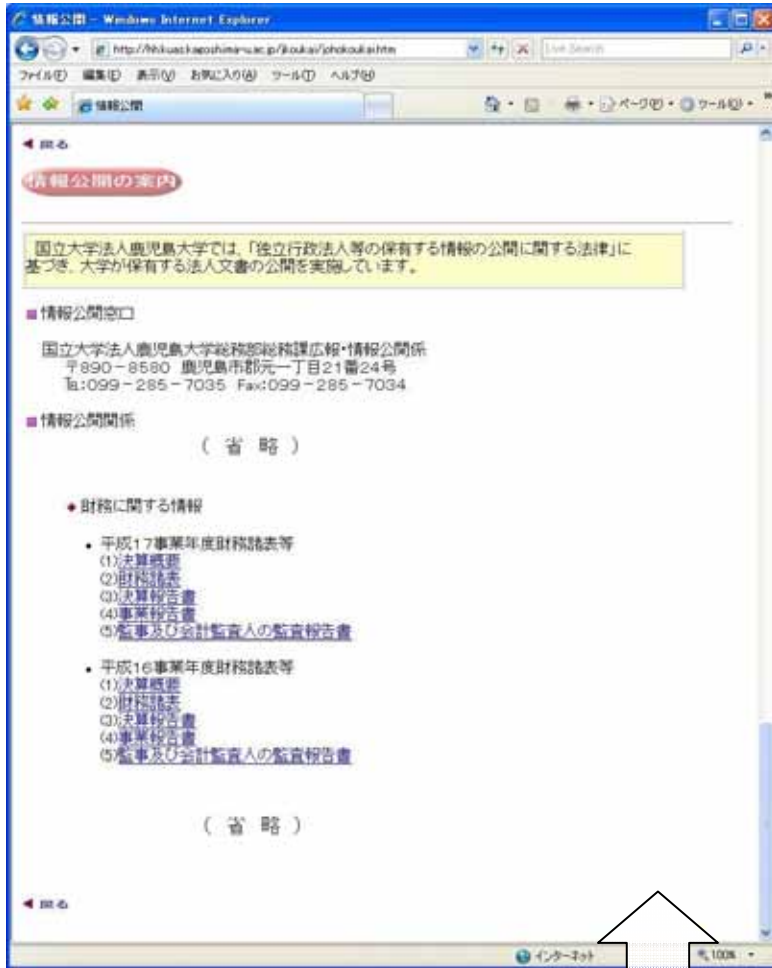 情報公開 - Windows Internet Explorer
Live Search
ファイル(F) 編集(E) 表示(V) お気に入り(A) ツール(T) ヘルプ(H)
情報公開
ページ(P) ツール(O)
戻る
情報公開の案内
国立大学法人鹿児島大学では、「独立行政法人等の保有する情報の公開に関する法律」に
基づき、大学が保有する法人文書の公開を実施しています。
■情報公開窓口
国立大学法人鹿児島大学総務部総務課広報・情報公開係
〒890-8580 鹿児島市郡元一丁目21番24号
℡:099-285-7035 Fax:099-285-7034
■情報公開関係
( 省 略 )
◆財務に関する情報
• 平成17事業年度財務諸表等
(1)決算概要
(2)財務諸表
(3)決算報告書
(4)事業報告書
(5)監事及び会計監査人の監査報告書
• 平成16事業年度財務諸表等
(1)決算概要
(2)財務諸表
(3)決算報告書
(4)事業報告書
(5)監事及び会計監査人の監査報告書
( 省 略 )
戻る
インターネット 100%